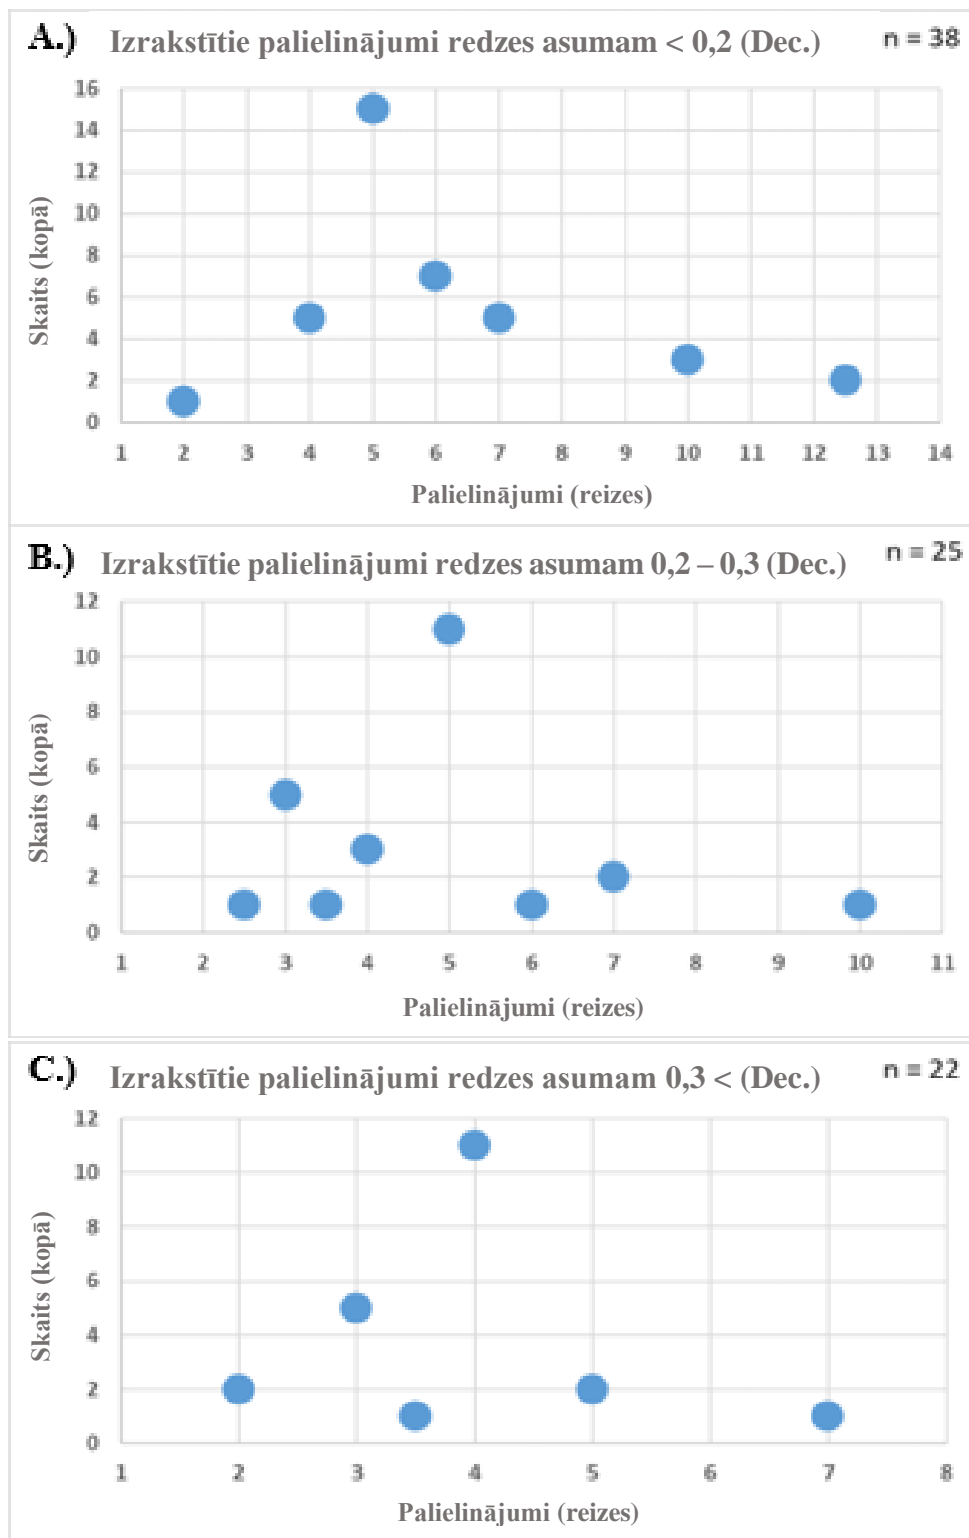 A.) Izrakstītie palielinājumi redzes asumam < 0,2 (Dec.) n = 38
16
14
12
10
8
6
4
2
0
Skaits (kopā)
1 2 3 4 5 6 7 8 9 10 11 12 13 14
Palielinājumi (reizes)
B.) Izrakstītie palielinājumi redzes asumam 0,2 – 0,3 (Dec.) n = 25
12
10
8
6
4
2
0
Skaits (kopā)
1 2 3 4 5 6 7 8 9 10 11
Palielinājumi (reizes)
C.) Izrakstītie palielinājumi redzes asumam 0,3 < (Dec.) n = 22
12
10
8
6
4
2
0
Skaits (kopā)
1 2 3 4 5 6 7 8
Palielinājumi (reizes)